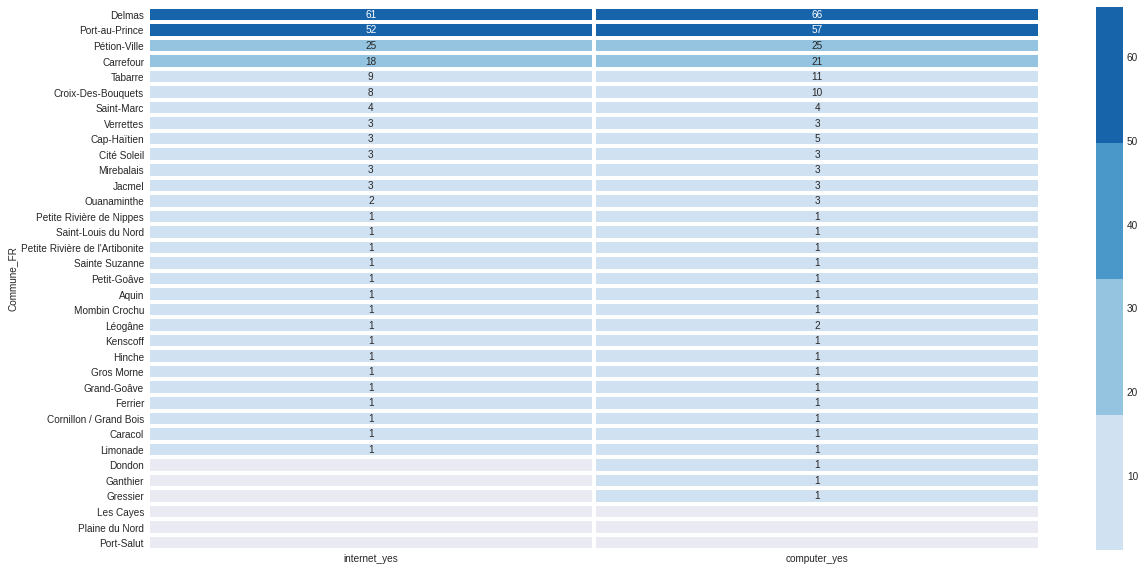 Delmas 61 66
Port-au-Prince 52 57
Pétion-Ville 25 25
Carrefour 18 21
Tabarre 9 11
Croix-Des-Bouquets 8 10
Saint-Marc 4 4
Verrettes 3 3
Cap-Haïtien 3 5
Cité Soleil 3 3
Mirebalais 3 3
Jacmel 3 3
Ouanaminthe 2 3
Petite Rivière de Nippes 1 1
Saint-Louis du Nord 1 1
Petite Rivière de l'Artibonite 1 1
Sainte Suzanne 1 1
Petit-Goâve 1 1
Aquin 1 1
Mombin Crochu 1 1
Léogâne 1 2
Kenscoff 1 1
Hinche 1 1
Gros Morne 1 1
Grand-Goâve 1 1
Ferrier 1 1
Cornillon / Grand Bois 1 1
Caracol 1 1
Limonade 1 1
Dondon 1
Ganthier 1
Gressier 1
Les Cayes
Plaine du Nord
Port-Salut
Commune_FR
internet_yes computer_yes
60
50
40
30
20
10